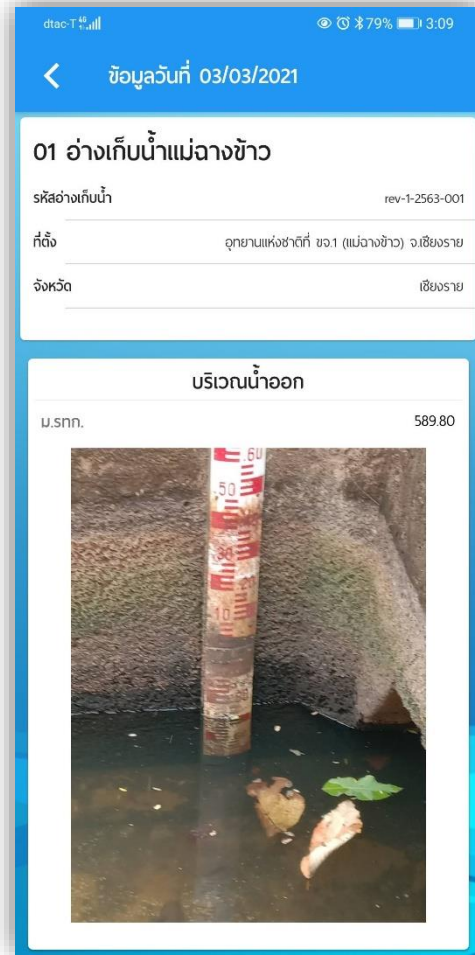 dtac-T 4G 79% 3:09
ข้อมูลวันที่ 03/03/2021
01 อ่างเก็บน้ำแม่ฉางข้าว
รหัสอ่างเก็บน้ำ rev-1-2563-001
ที่ตั้ง อุทยานแห่งชาติที่ ขจ.1 (แม่ฉางข้าว) จ.เชียงราย
จังหวัด เชียงราย
บริเวณน้ำออก
ม.รทก. 589.80
.60
.50
.30
.20
.10